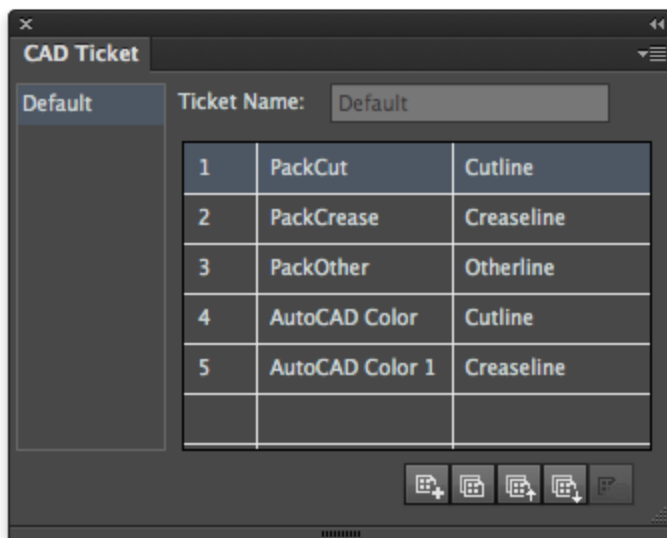 CAD Ticket
Default
Ticket Name: Default
1 PackCut Cutline
2 PackCrease Creaseline
3 PackOther Otherline
4 AutoCAD Color Cutline
5 AutoCAD Color 1 Creaseline